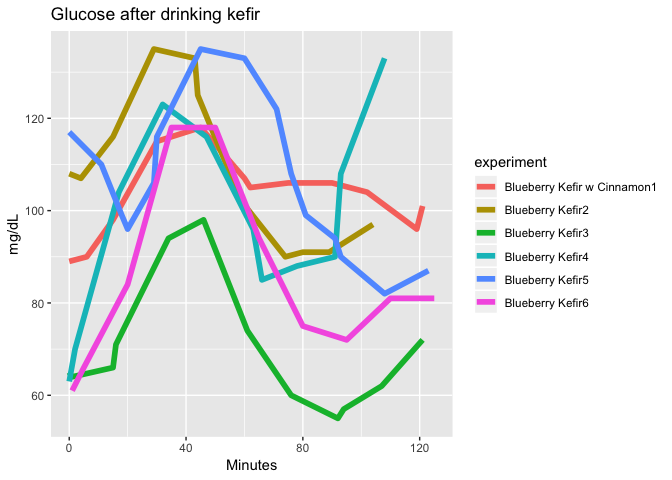 Glucose after drinking kefir
mg/dL
120
100
80
60
0
40
80
120
Minutes
experiment
Blueberry Kefir w Cinnamon1
Blueberry Kefir2
Blueberry Kefir3
Blueberry Kefir4
Blueberry Kefir5
Blueberry Kefir6